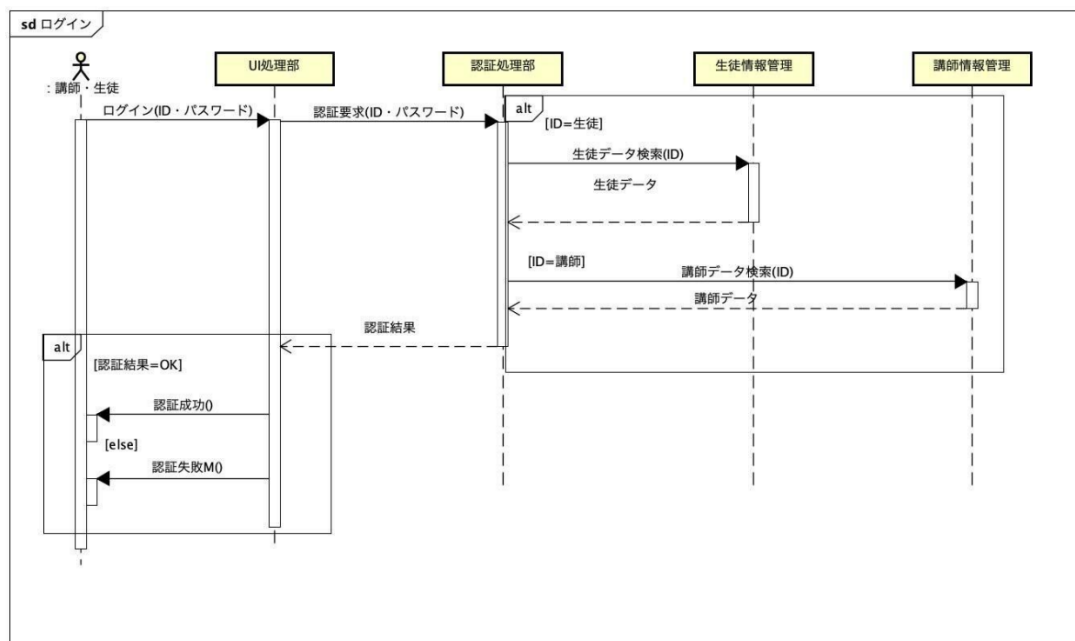 sd ログイン
: 講師・生徒
UI処理部
認証処理部
生徒情報管理
講師情報管理
ログイン(ID・パスワード)
認証要求(ID・パスワード)
alt
[ID=生徒]
生徒データ検索(ID)
生徒データ
[ID=講師]
講師データ検索(ID)
講師データ
認証結果
alt
[認証結果=OK]
認証成功()
[else]
認証失敗M()